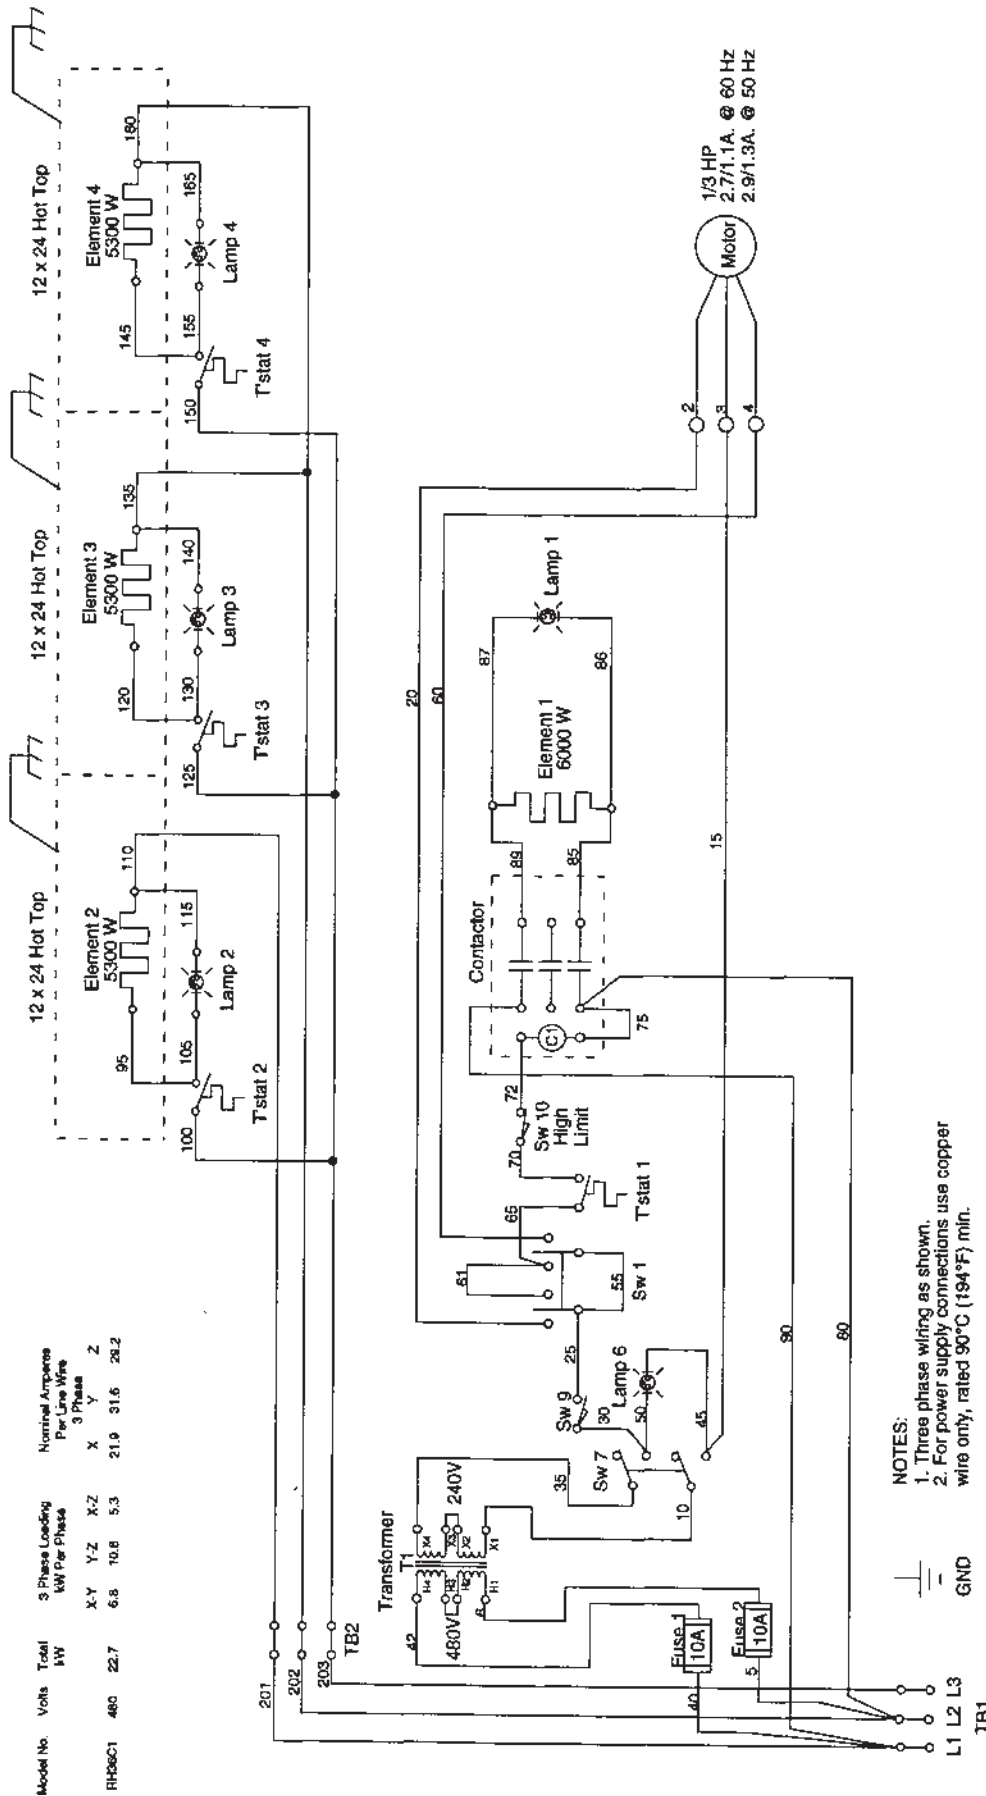 Model No. Volts Total kW 3 Phase Loading kW Per Phase Nominal Amperes Per Line Wire 3 Phase
X-Y Y-Z X-Z X Y Z
RH36C1 480 22.7 6.8 10.6 5.3 21.9 31.6 29.2
12 x 24 Hot Top
12 x 24 Hot Top
12 x 24 Hot Top
Element 2
5300 W
95
110
115
105
100
Lamp 2
T'stat 2
Element 3
5300 W
120
135
140
130
125
Lamp 3
T'stat 3
Element 4
5300 W
145
160
165
155
150
Lamp 4
T'stat 4
201
202
203
TB2
Transformer
T1
H4
H3
H2
H1
X4
X3
X2
X1
480V
240V
42
6
35
10
Sw 7
Sw 9
30
50
45
Lamp 6
25
61
55
Sw 1
65
T'stat 1
70
Sw 10
High
Limit
72
Contactor
C1
75
89
85
Element 1
6000 W
87
86
Lamp 1
20
60
15
2
3
4
Motor
1/3 HP
2.7/1.1A. @ 60 Hz
2.9/1.3A. @ 50 Hz
Fuse 1
10A
Fuse 2
10A
40
5
90
80
L1 L2 L3
TB1
GND
NOTES:
1. Three phase wiring as shown.
2. For power supply connections use copper
wire only, rated 90°C (194°F) min.